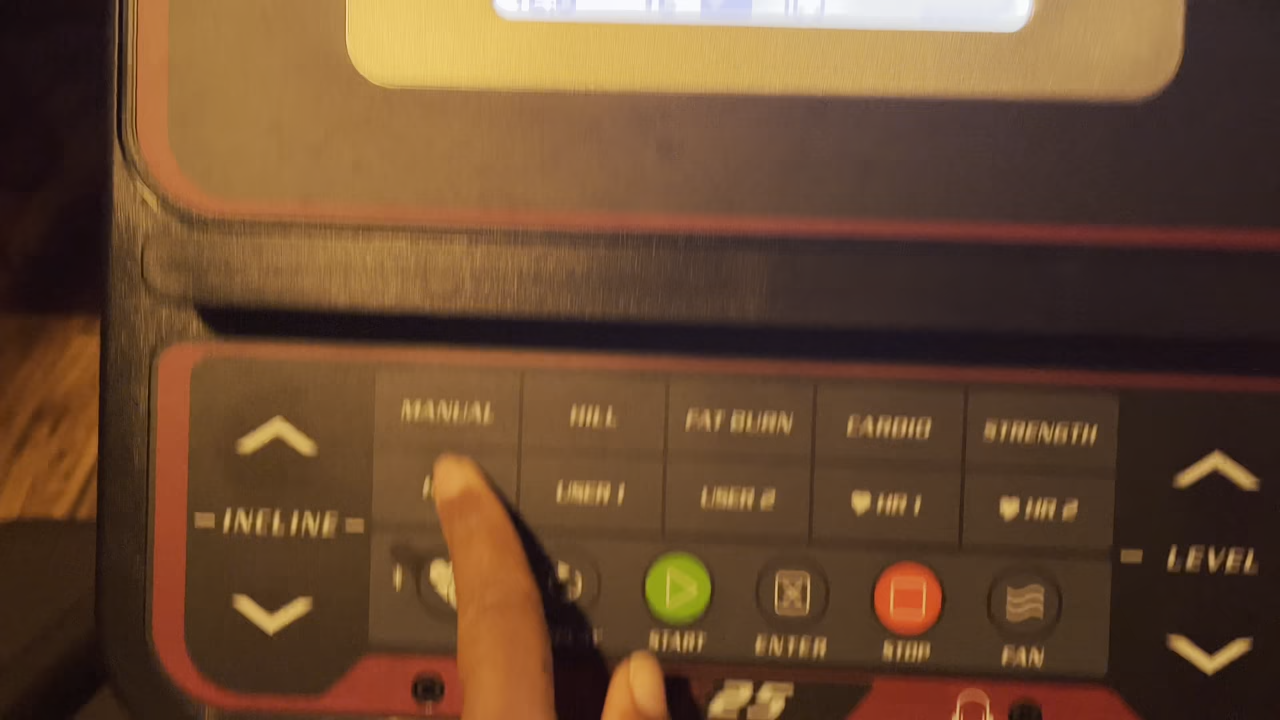 MANUAL HILL FAT BURN CARDIO STRENGTH
USER 1 USER 2 HR 1 HR 2
INCLINE
LEVEL
START ENTER STOP FAN